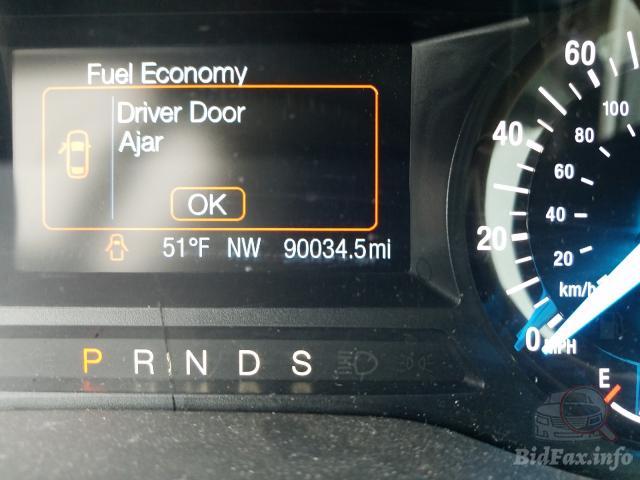 Fuel Economy
Driver Door
Ajar
OK
51°F NW 90034.5mi
P R N D S
60
40
20
0 MPH
100
80
60
40
20
km/h
E
BidFax.info